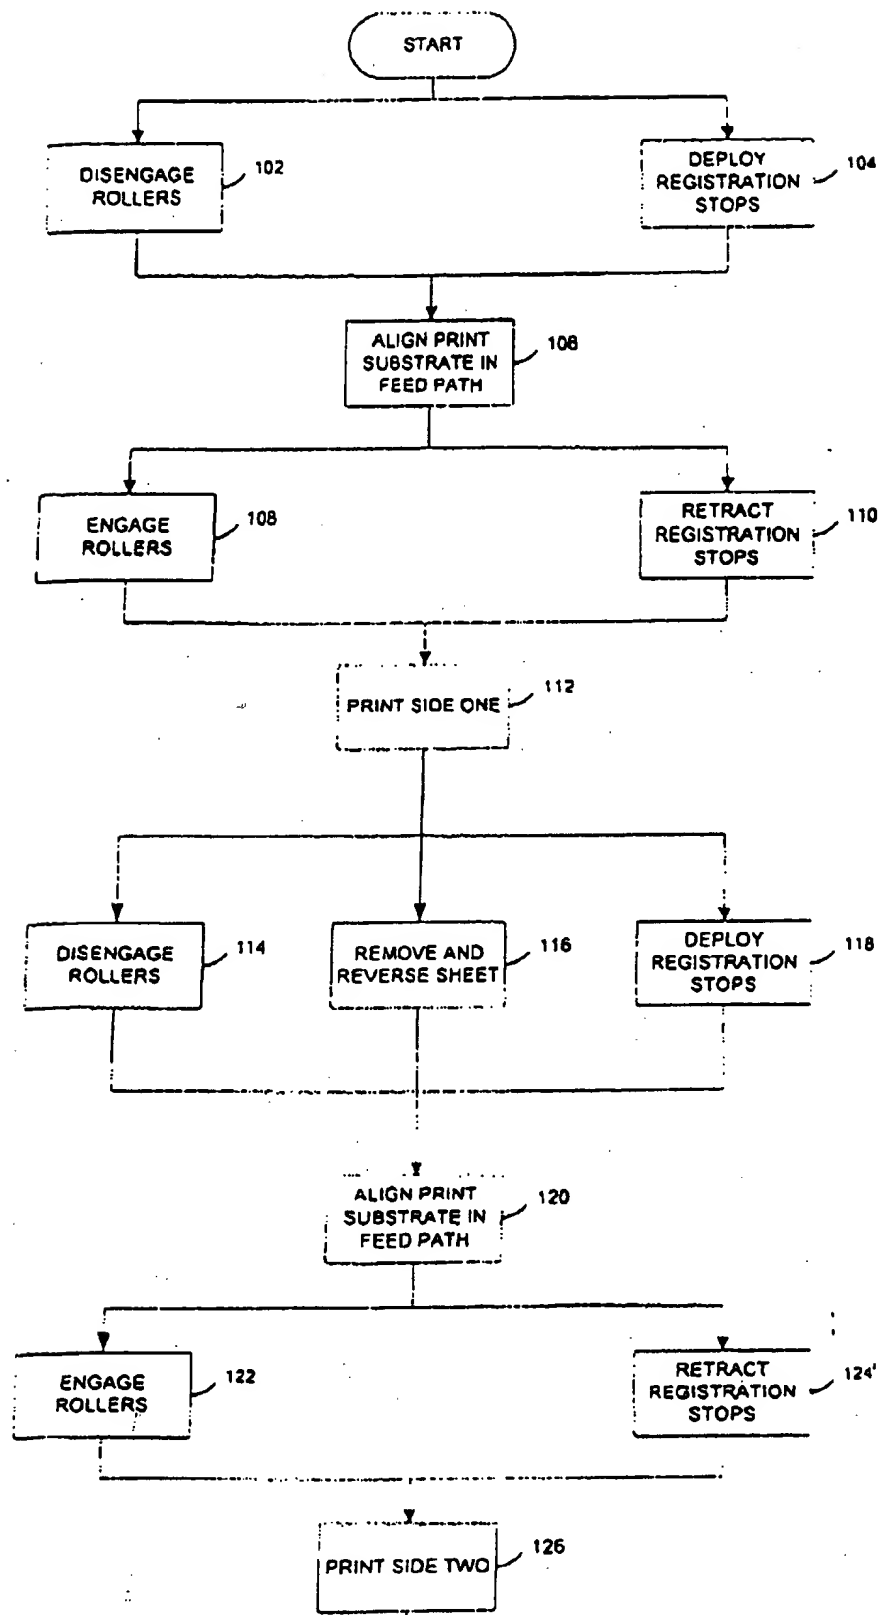 START
DISENGAGE
ROLLERS
102
DEPLOY
REGISTRATION
STOPS
104
ALIGN PRINT
SUBSTRATE IN
FEED PATH
108
ENGAGE
ROLLERS
108
RETRACT
REGISTRATION
STOPS
110
PRINT SIDE ONE
112
DISENGAGE
ROLLERS
114
REMOVE AND
REVERSE SHEET
116
DEPLOY
REGISTRATION
STOPS
118
ALIGN PRINT
SUBSTRATE IN
FEED PATH
120
ENGAGE
ROLLERS
122
RETRACT
REGISTRATION
STOPS
124'
PRINT SIDE TWO
126